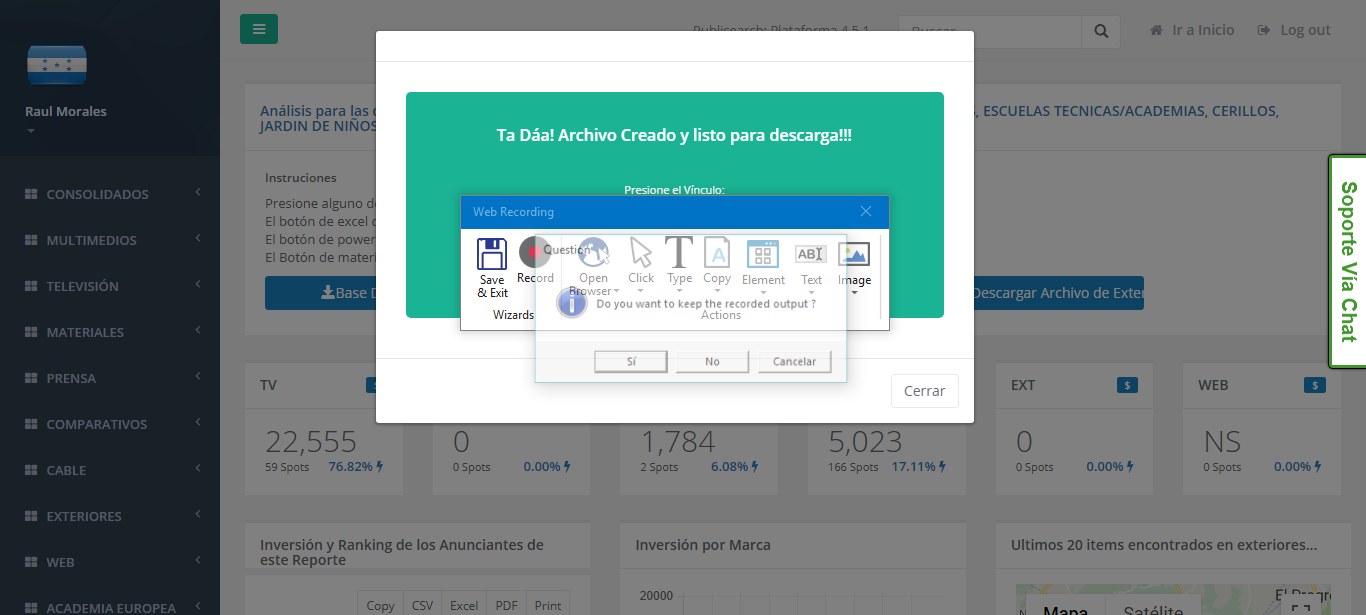 Publisearch: Plataforma 4.5.1
Buscar
Ir a Inicio
Log out
Raul Morales
CONSOLIDADOS
MULTIMEDIOS
TELEVISIÓN
MATERIALES
PRENSA
COMPARATIVOS
CABLE
EXTERIORES
WEB
ACADEMIA EUROPEA
Análisis para las
, ESCUELAS TECNICAS/ACADEMIAS, CERILLOS,
JARDIN DE NIÑOS
Instruciones
Presione alguno
El botón de excel
El botón de power
El Botón de materi
Base
Descargar Archivo de Exter
Ta Dáa! Archivo Creado y listo para descarga!!!
Presione el Vínculo:
Web Recording
Save
& Exit
Record
Open
Browser
Click
Type
Copy
Element
Text
Image
Wizards
Actions
Question
Do you want to keep the recorded output ?
Sí
No
Cancelar
Cerrar
Soporte Vía Chat
TV
$
22,555
59 Spots
76.82%
0
0 Spots
0.00%
1,784
2 Spots
6.08%
5,023
166 Spots
17.11%
EXT
$
0
0 Spots
0.00%
WEB
$
NS
0 Spots
0.00%
Inversión y Ranking de los Anunciantes de
este Reporte
Copy
CSV
Excel
PDF
Print
Inversión por Marca
20000
Ultimos 20 items encontrados en exteriores...
Mapa
Satélite
El Progre